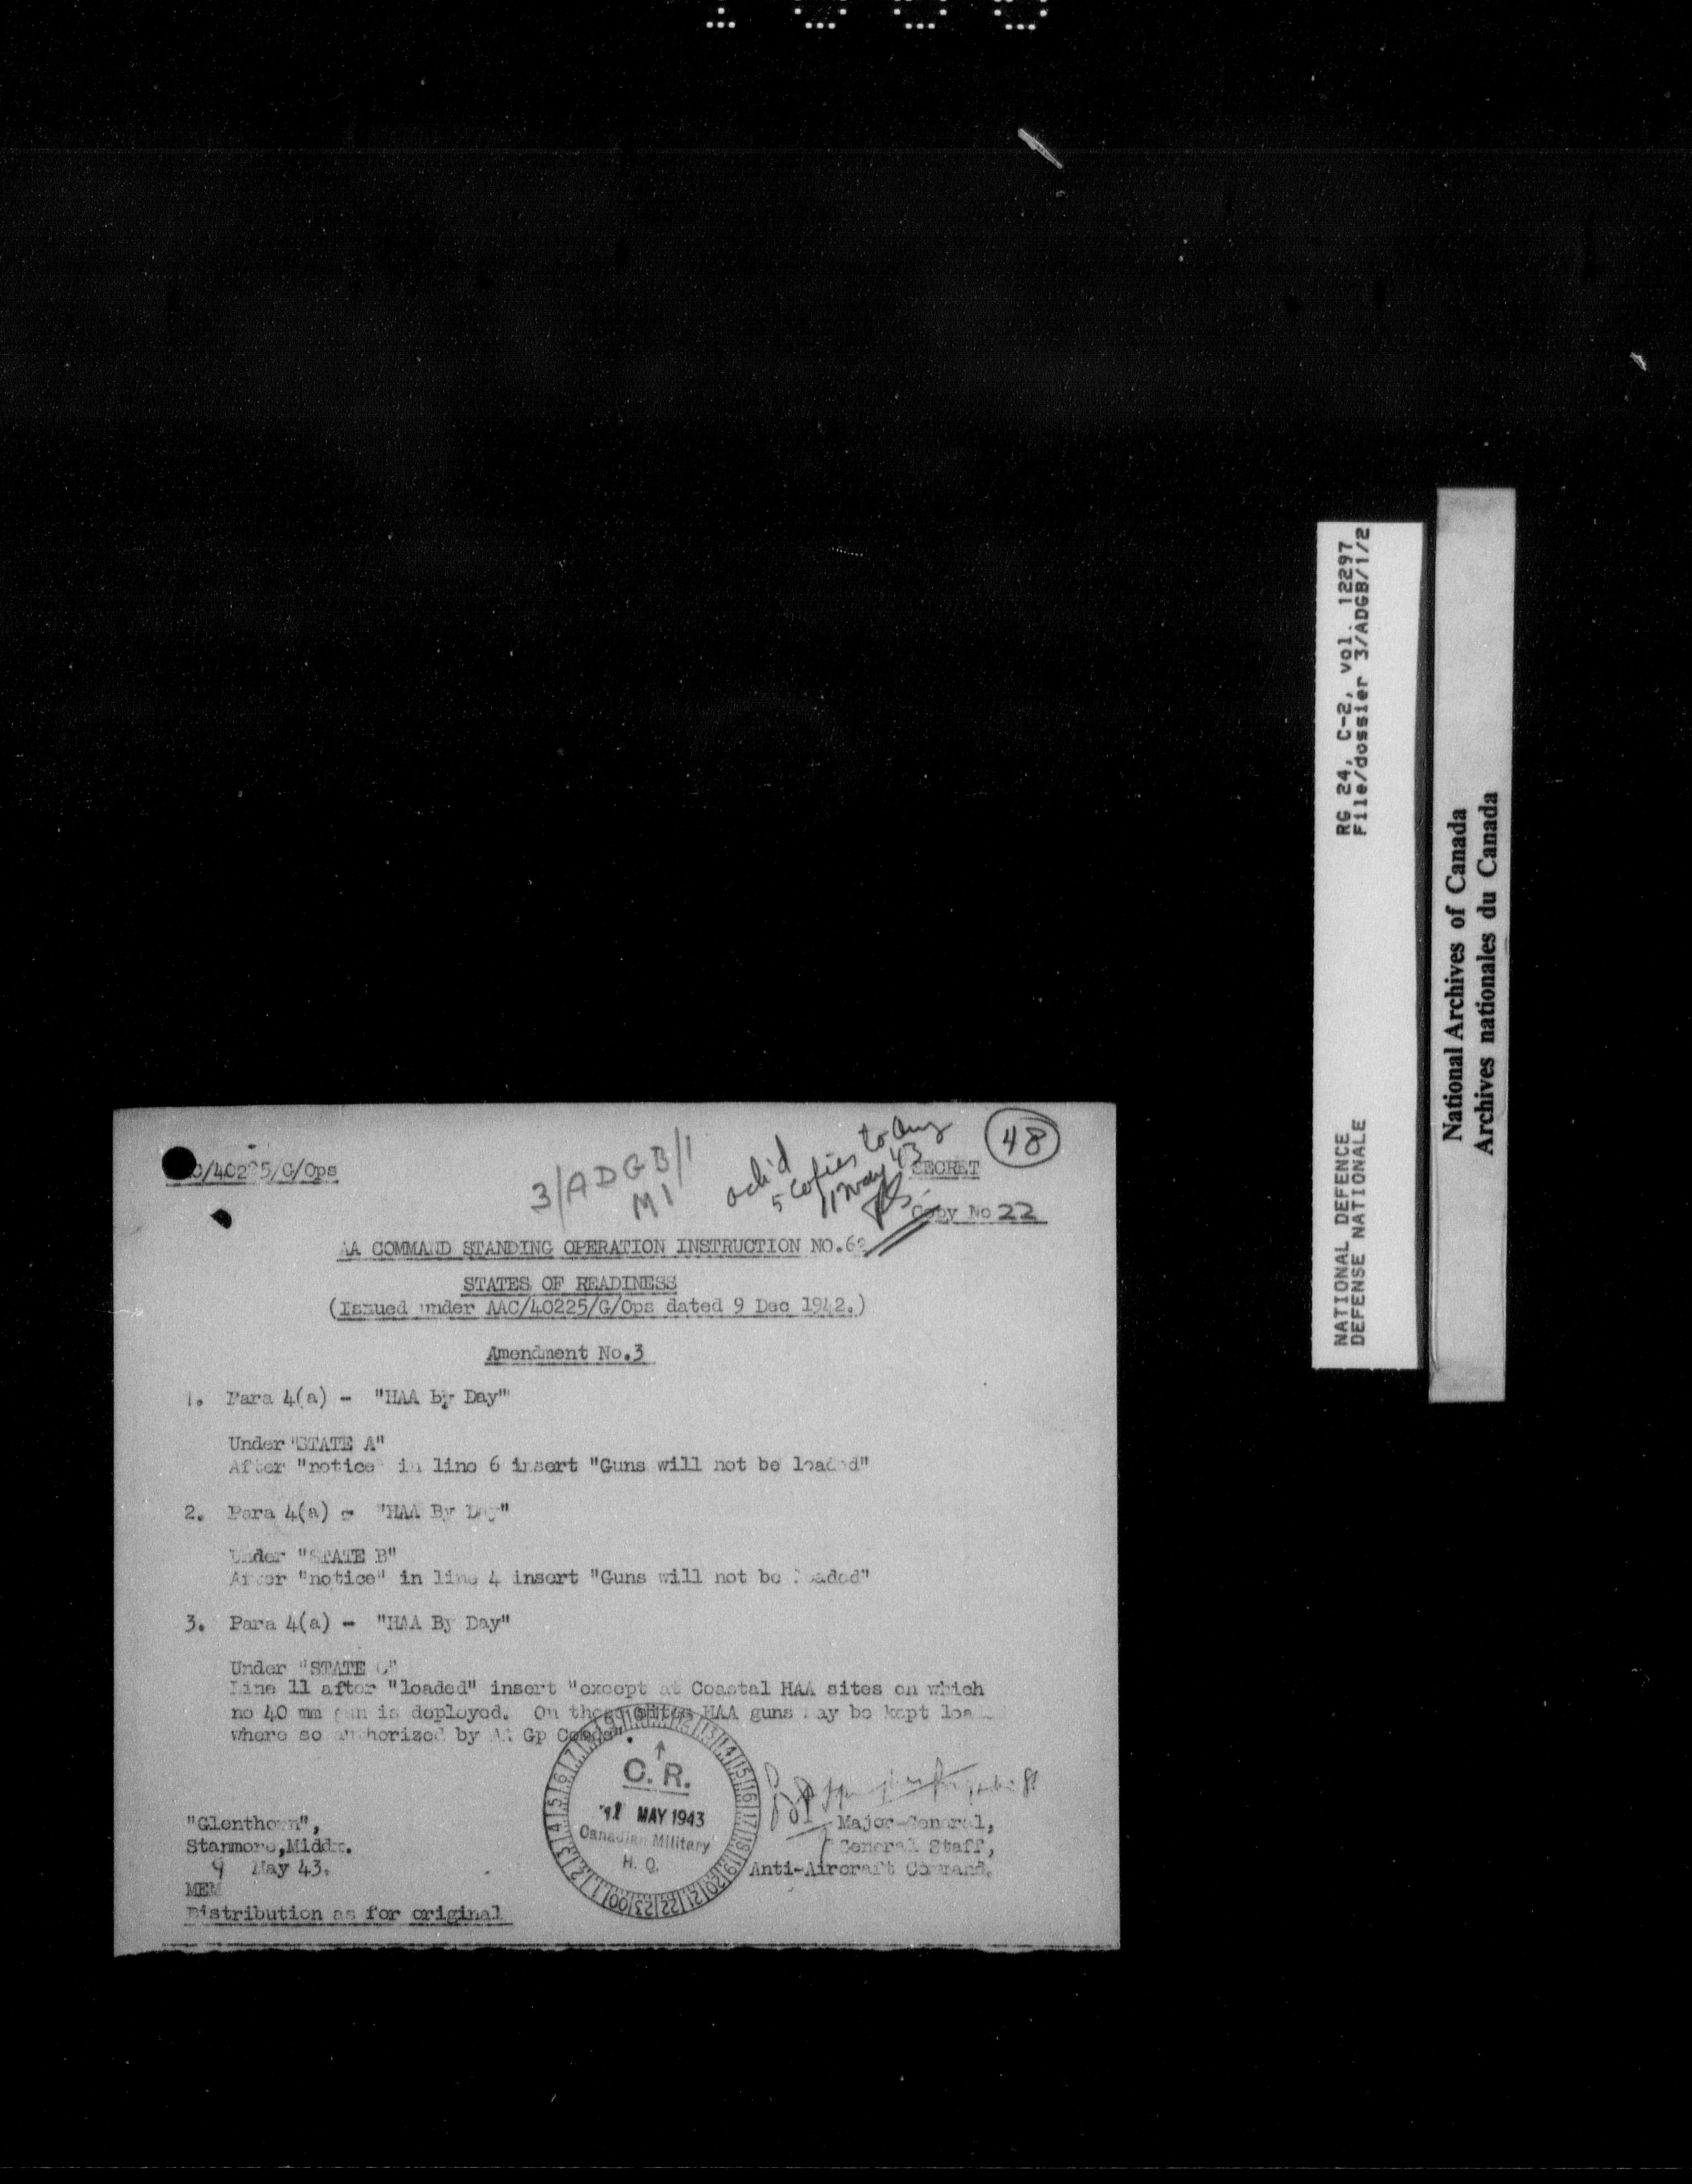 C/40225/G/Ops
3/ADGB/1
M1
5 copies to
43
48
SECRET
Copy No 22
AA COMMAND STANDING OPERATION INSTRUCTION NO.6
STATES OF READINESS
(Issued under AAC/40225/G/Ops dated 9 Dec 1942.)
Amendment No.3
1. Para 4(a) - "HAA By Day"
Under "STATE A"
After "notice" in line 6 insert "Guns will not be loaded"
2. Para 4(a) - "HAA By Day"
Under "STATE B"
After "notice" in line 4 insert "Guns will not be loaded"
3. Para 4(a) - "HAA By Day"
Under "STATE C"
Line 11 after "loaded" insert "except at Coastal HAA sites on which
no 40 mm gun is deployed. On those sites HAA guns may be kept
where so authorized by AA Gp Comds"
C. R.
MAY 1943
Canadian Military
H. Q.
Major-General,
General Staff,
Anti-Aircraft Command.
"Glenthorn",
Stanmore,Middx.
9 May 43.
MEM
Distribution as for original
RG 24, C-2, vol. 12297
File/dossier 3/ADGB/1/2
NATIONAL DEFENCE
DEFENSE NATIONALE
National Archives of Canada
Archives nationales du Canada